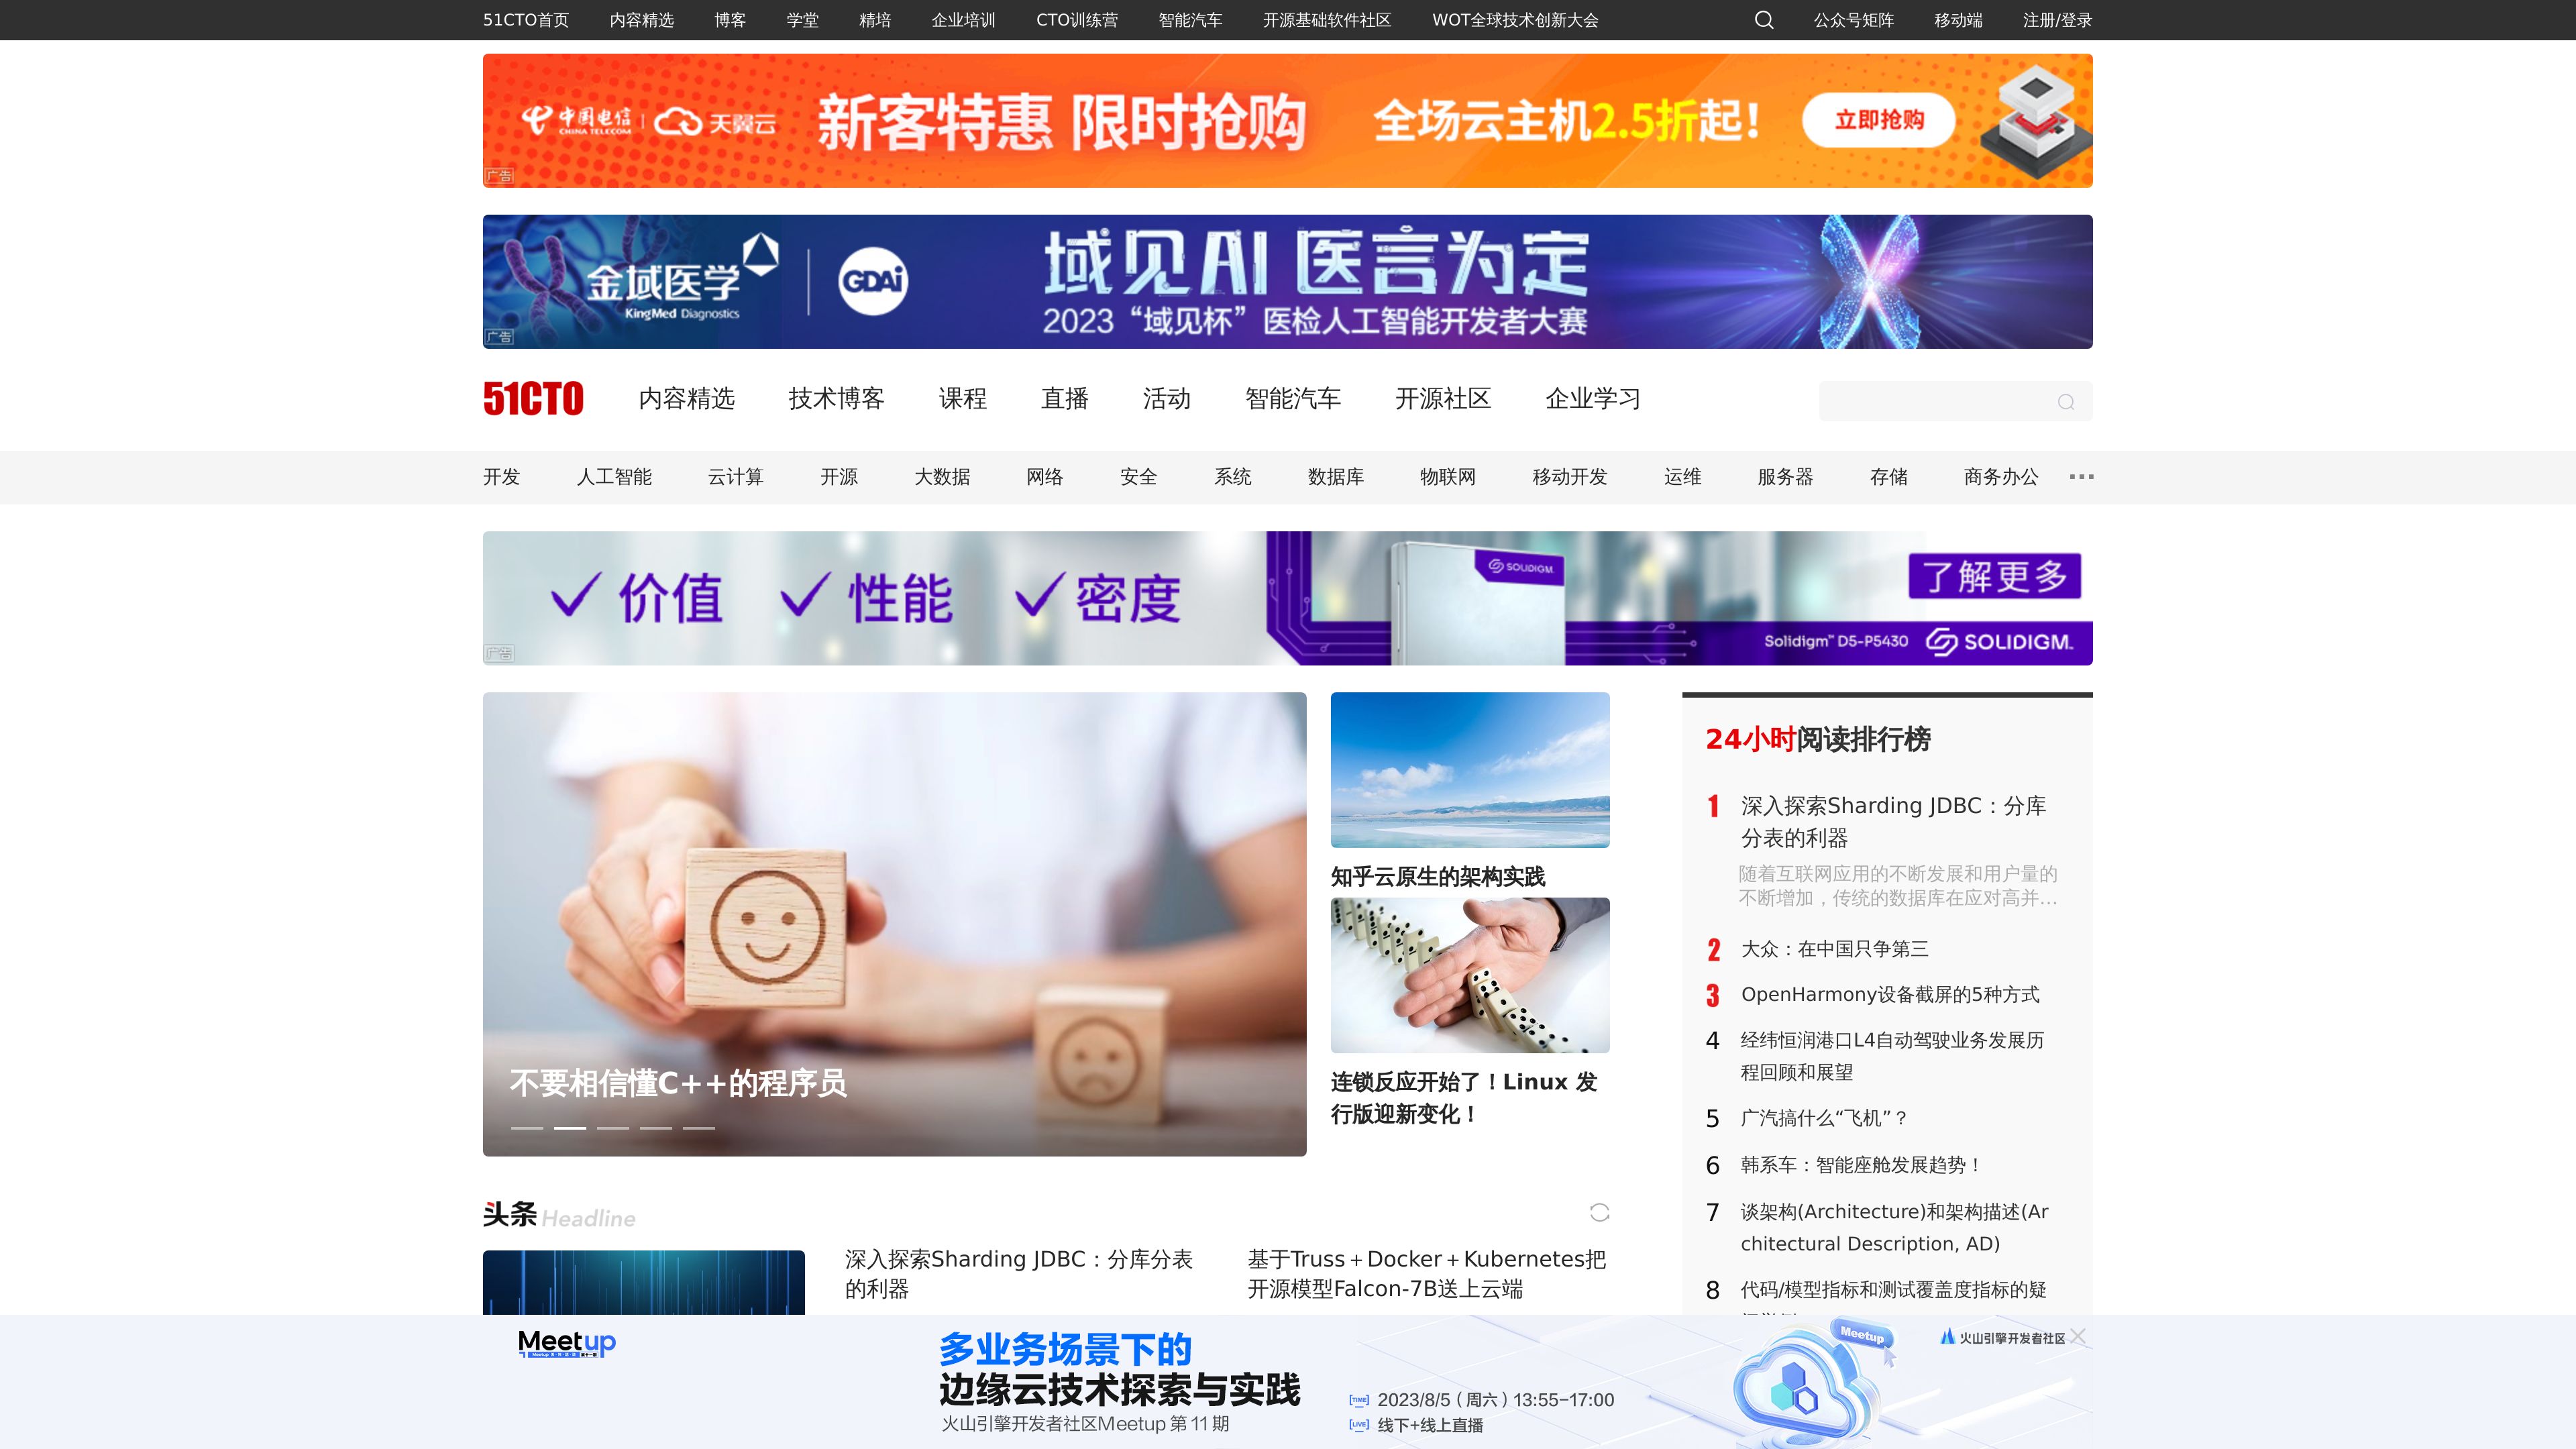 51CTO首页 内容精选 博客 学堂 精培 企业培训 CTO训练营 智能汽车 开源基础软件社区 WOT全球技术创新大会 公众号矩阵 移动端 注册/登录
中国电信 CHINA TELECOM 天翼云 新客特惠 限时抢购 全场云主机2.5折起! 立即抢购
广告
金域医学 KingMed Diagnostics GDAi 域见AI 医言为定
2023“域见杯”医检人工智能开发者大赛
广告
51CTO 内容精选 技术博客 课程 直播 活动 智能汽车 开源社区 企业学习
开发 人工智能 云计算 开源 大数据 网络 安全 系统 数据库 物联网 移动开发 运维 服务器 存储 商务办公
价值 性能 密度 SOLIDIGM 了解更多
Solidigm™ D5-P5430 SOLIDIGM
广告
不要相信懂C++的程序员
知乎云原生的架构实践
连锁反应开始了！Linux 发
行版迎新变化！
24小时阅读排行榜
1 深入探索Sharding JDBC：分库
分表的利器
随着互联网应用的不断发展和用户量的
不断增加，传统的数据库在应对高并...
2 大众：在中国只争第三
3 OpenHarmony设备截屏的5种方式
4 经纬恒润港口L4自动驾驶业务发展历
程回顾和展望
5 广汽搞什么“飞机”？
6 韩系车：智能座舱发展趋势！
7 谈架构(Architecture)和架构描述(Ar
chitectural Description, AD)
8 代码/模型指标和测试覆盖度指标的疑
头条 Headline
深入探索Sharding JDBC：分库分表
的利器
基于Truss＋Docker＋Kubernetes把
开源模型Falcon-7B送上云端
Meetup
多业务场景下的
边缘云技术探索与实践
火山引擎开发者社区Meetup 第 11 期
TIME 2023/8/5（周六）13:55-17:00
LIVE 线下+线上直播
Meetup
火山引擎开发者社区